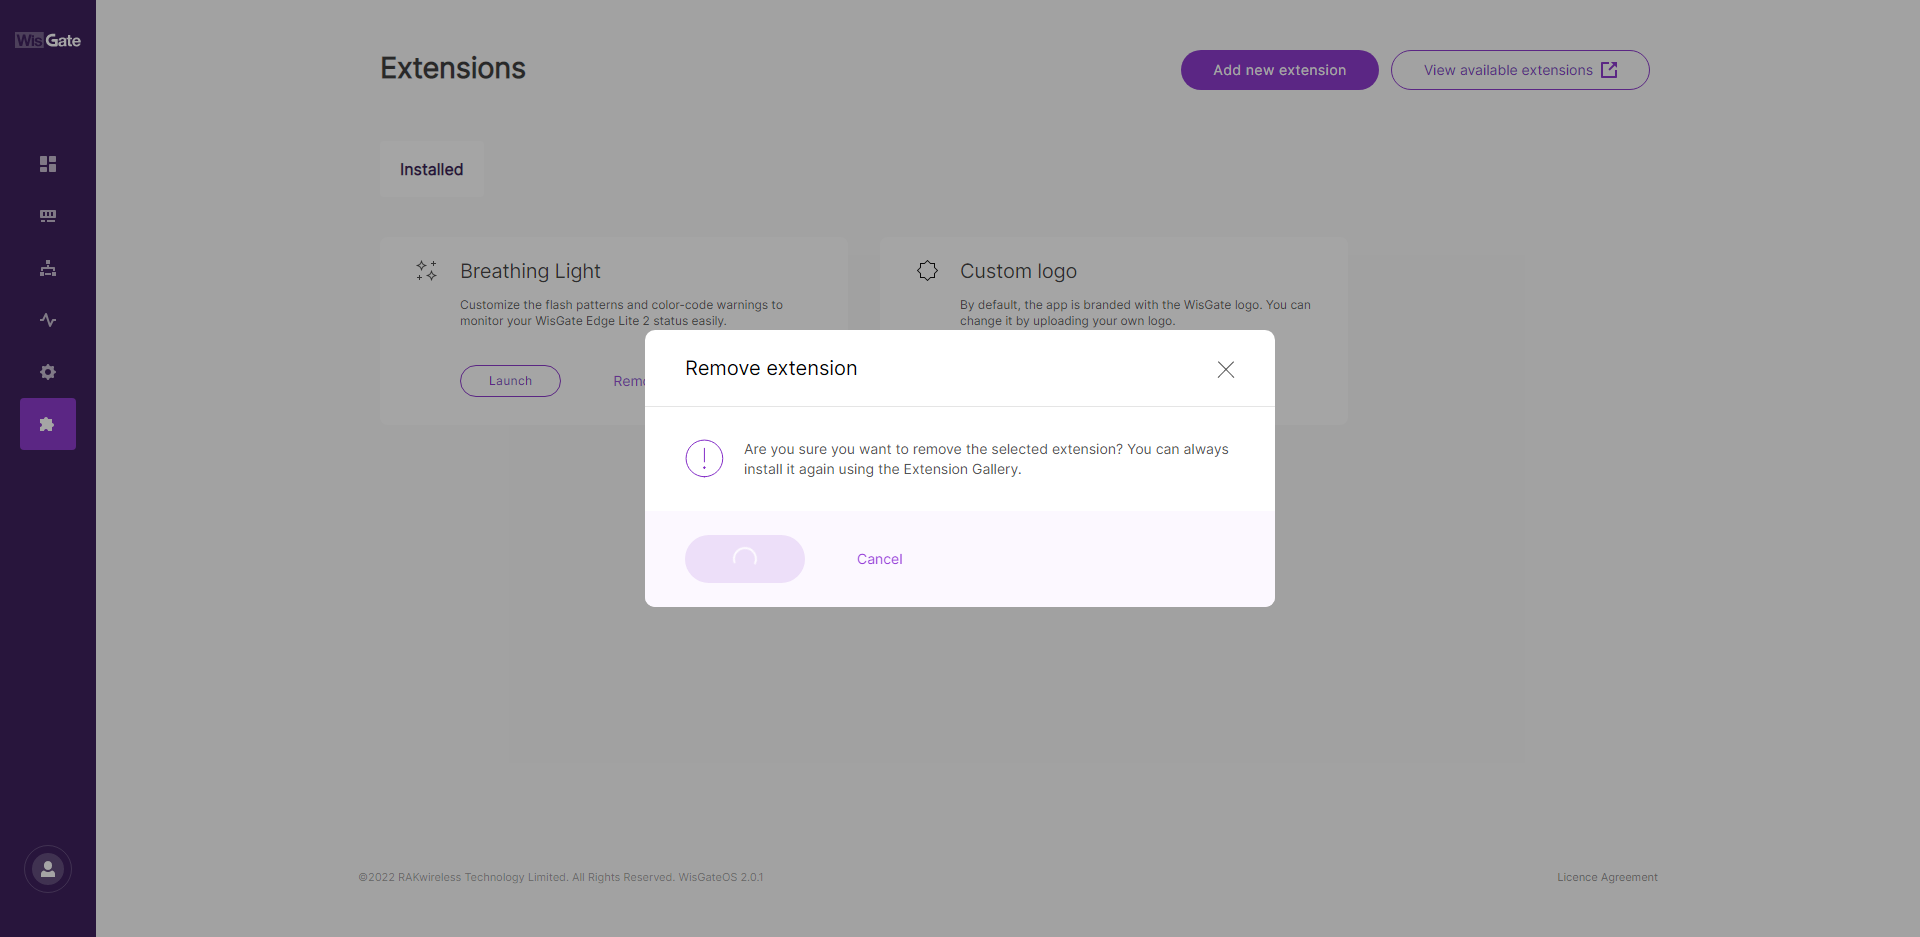 WisGate
Extensions
Add new extension
View available extensions
Installed
Breathing Light
Customize the flash patterns and color-code warnings to
monitor your WisGate Edge Lite 2 status easily.
Launch
Custom logo
By default, the app is branded with the WisGate logo. You can
change it by uploading your own logo.
Remove extension
Are you sure you want to remove the selected extension? You can always
install it again using the Extension Gallery.
Cancel
©2022 RAKwireless Technology Limited. All Rights Reserved. WisGateOS 2.0.1
Licence Agreement